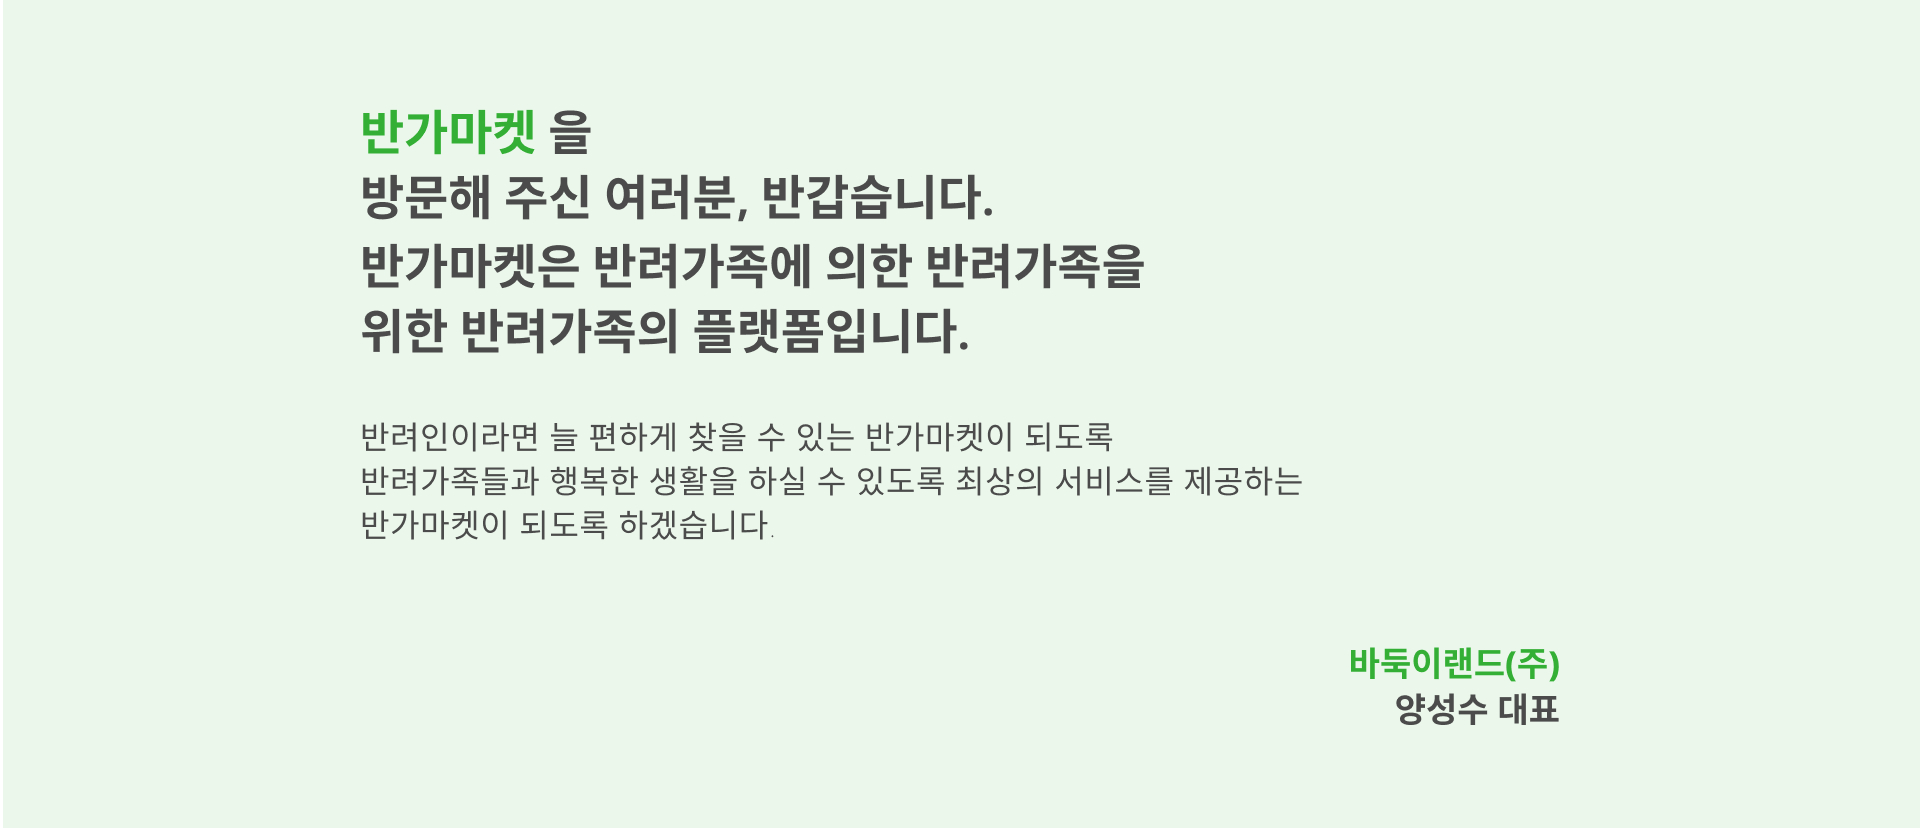 반가마켓 을
방문해 주신 여러분, 반갑습니다.
반가마켓은 반려가족에 의한 반려가족을
위한 반려가족의 플랫폼입니다.
반려인이라면 늘 편하게 찾을 수 있는 반가마켓이 되도록
반려가족들과 행복한 생활을 하실 수 있도록 최상의 서비스를 제공하는
반가마켓이 되도록 하겠습니다.
바둑이랜드(주)
양성수 대표